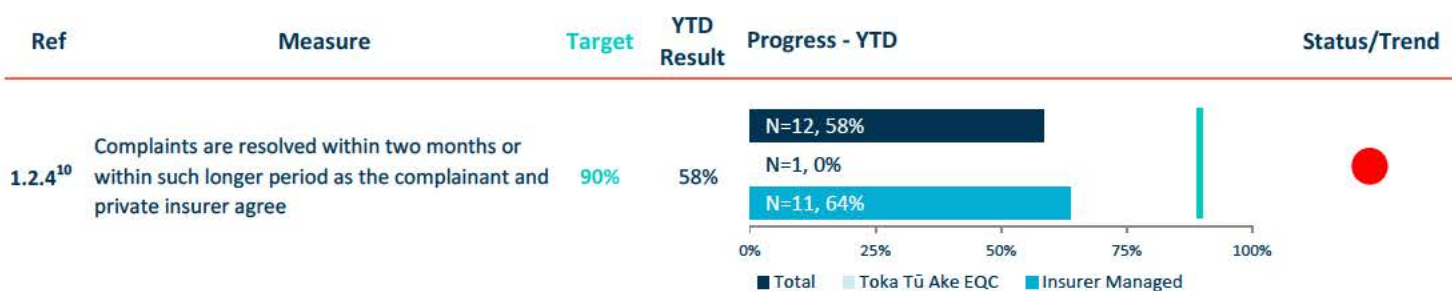 Ref Measure Target YTD Result Progress - YTD Status/Trend
1.2.4¹⁰
Complaints are resolved within two months or
within such longer period as the complainant and
private insurer agree
90%
58%
N=12, 58%
N=1, 0%
N=11, 64%
0% 25% 50% 75% 100%
Total Toka Tū Ake EQC Insurer Managed